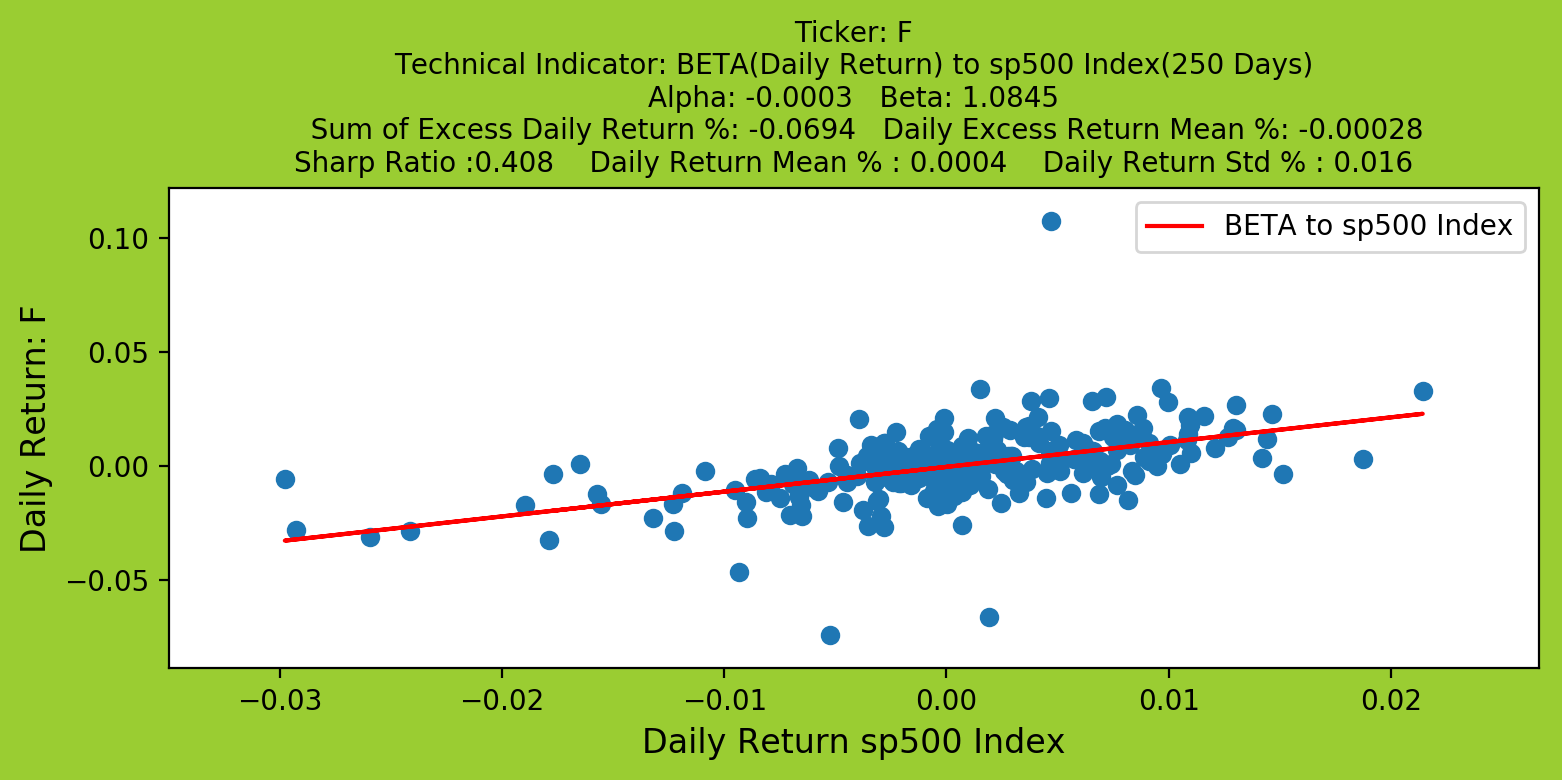 Ticker: F
Technical Indicator: BETA(Daily Return) to sp500 Index(250 Days)
Alpha: -0.0003   Beta: 1.0845
Sum of Excess Daily Return %: -0.0694   Daily Excess Return Mean %: -0.00028
Sharp Ratio :0.408    Daily Return Mean % : 0.0004    Daily Return Std % : 0.016
BETA to sp500 Index
Daily Return: F
0.10
0.05
0.00
−0.05
−0.03 −0.02 −0.01 0.00 0.01 0.02
Daily Return sp500 Index